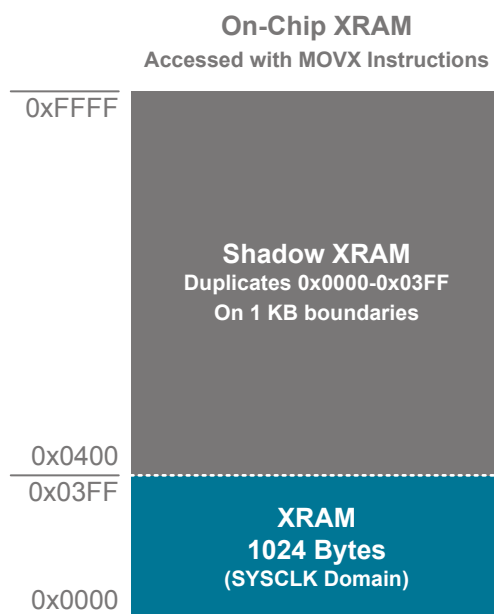 On-Chip XRAM
Accessed with MOVX Instructions
0xFFFF
Shadow XRAM
Duplicates 0x0000-0x03FF
On 1 KB boundaries
0x0400
0x03FF
XRAM
1024 Bytes
(SYSCLK Domain)
0x0000